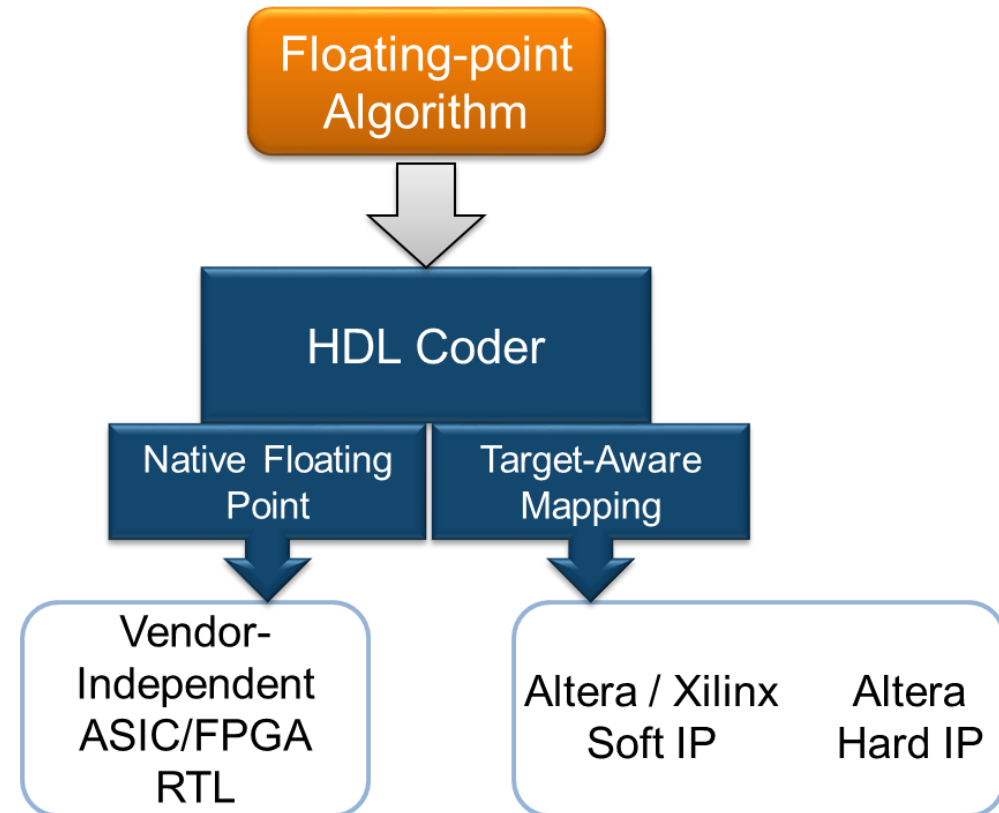 Floating-point
Algorithm
HDL Coder
Native Floating
Point
Target-Aware
Mapping
Vendor-
Independent
ASIC/FPGA
RTL
Altera / Xilinx
Soft IP
Altera
Hard IP